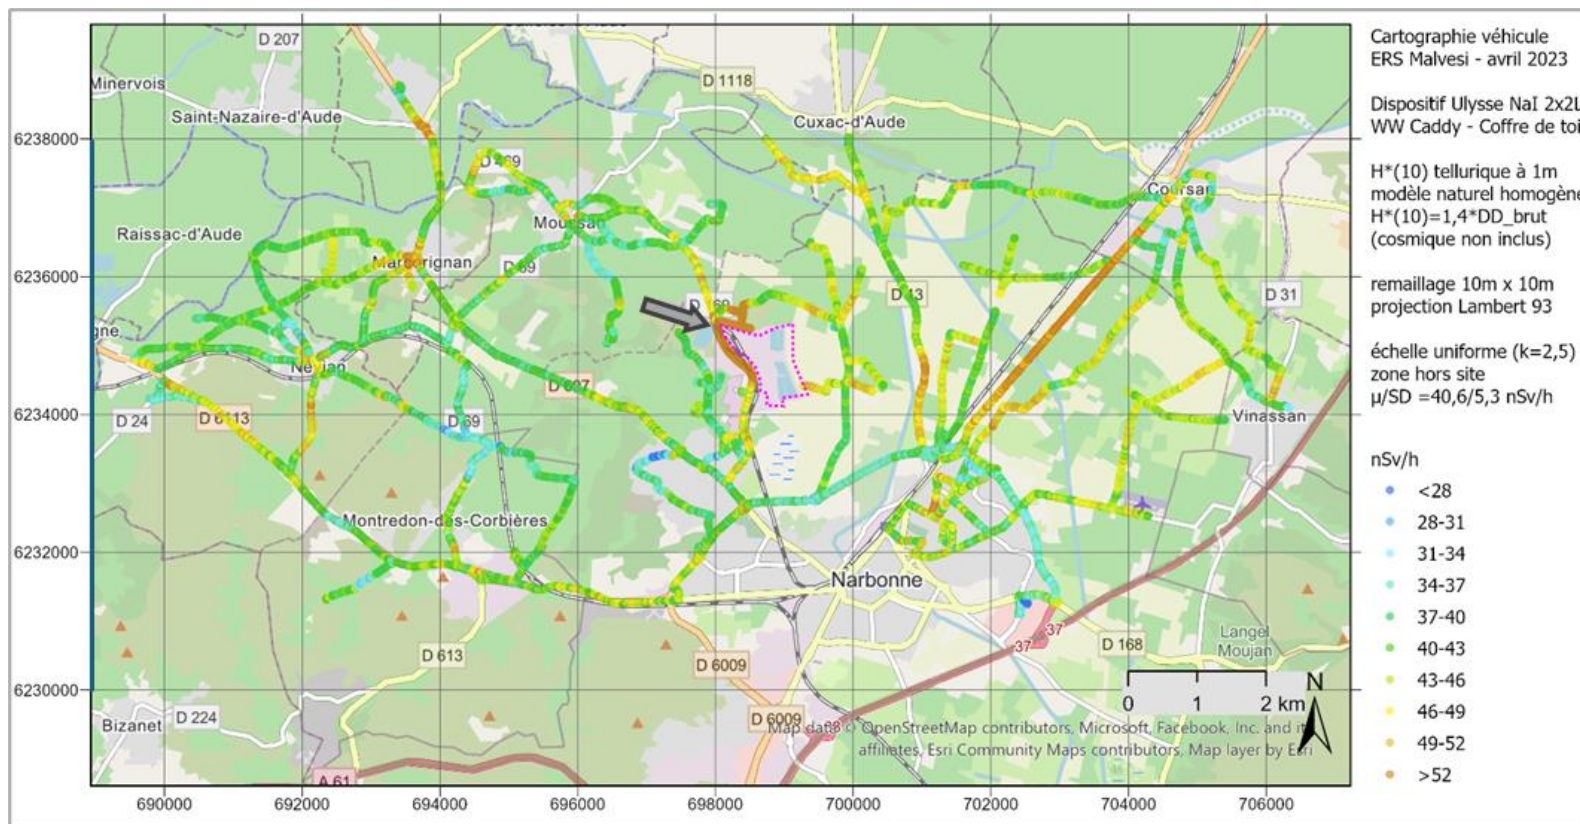 D 207
Minervois
Saint-Nazaire-d'Aude
D 1118
Cuxac-d'Aude
D 469
Coursan
Moussan
Raissac-d'Aude
Marcorignan
D 69
D 13
D 31
gne
Névian
D 607
D 24
D 6113
D 69
Vinassan
Montredon-des-Corbières
Narbonne
37
37
D 168
Langel
Moujan
D 613
D 6009
D 6009
38
Bizanet
D 224
A 61
N
0 1 2 km
Map data © OpenStreetMap contributors, Microsoft, Facebook, Inc. and it
affiliates, Esri Community Maps contributors, Map layer by Esri
6238000
6236000
6234000
6232000
6230000
690000 692000 694000 696000 698000 700000 702000 704000 706000
Cartographie véhicule
ERS Malvesi - avril 2023
Dispositif Ulysse NaI 2x2L
WW Caddy - Coffre de toi
H*(10) tellurique à 1m
modèle naturel homogène
H*(10)=1,4*DD_brut
(cosmique non inclus)
remaillage 10m x 10m
projection Lambert 93
échelle uniforme (k=2,5)
zone hors site
µ/SD =40,6/5,3 nSv/h
nSv/h
<28
28-31
31-34
34-37
37-40
40-43
43-46
46-49
49-52
>52